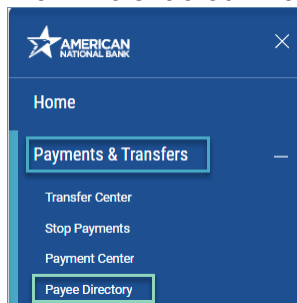 AMERICAN
NATIONAL BANK
Home
Payments & Transfers
Transfer Center
Stop Payments
Payment Center
Payee Directory